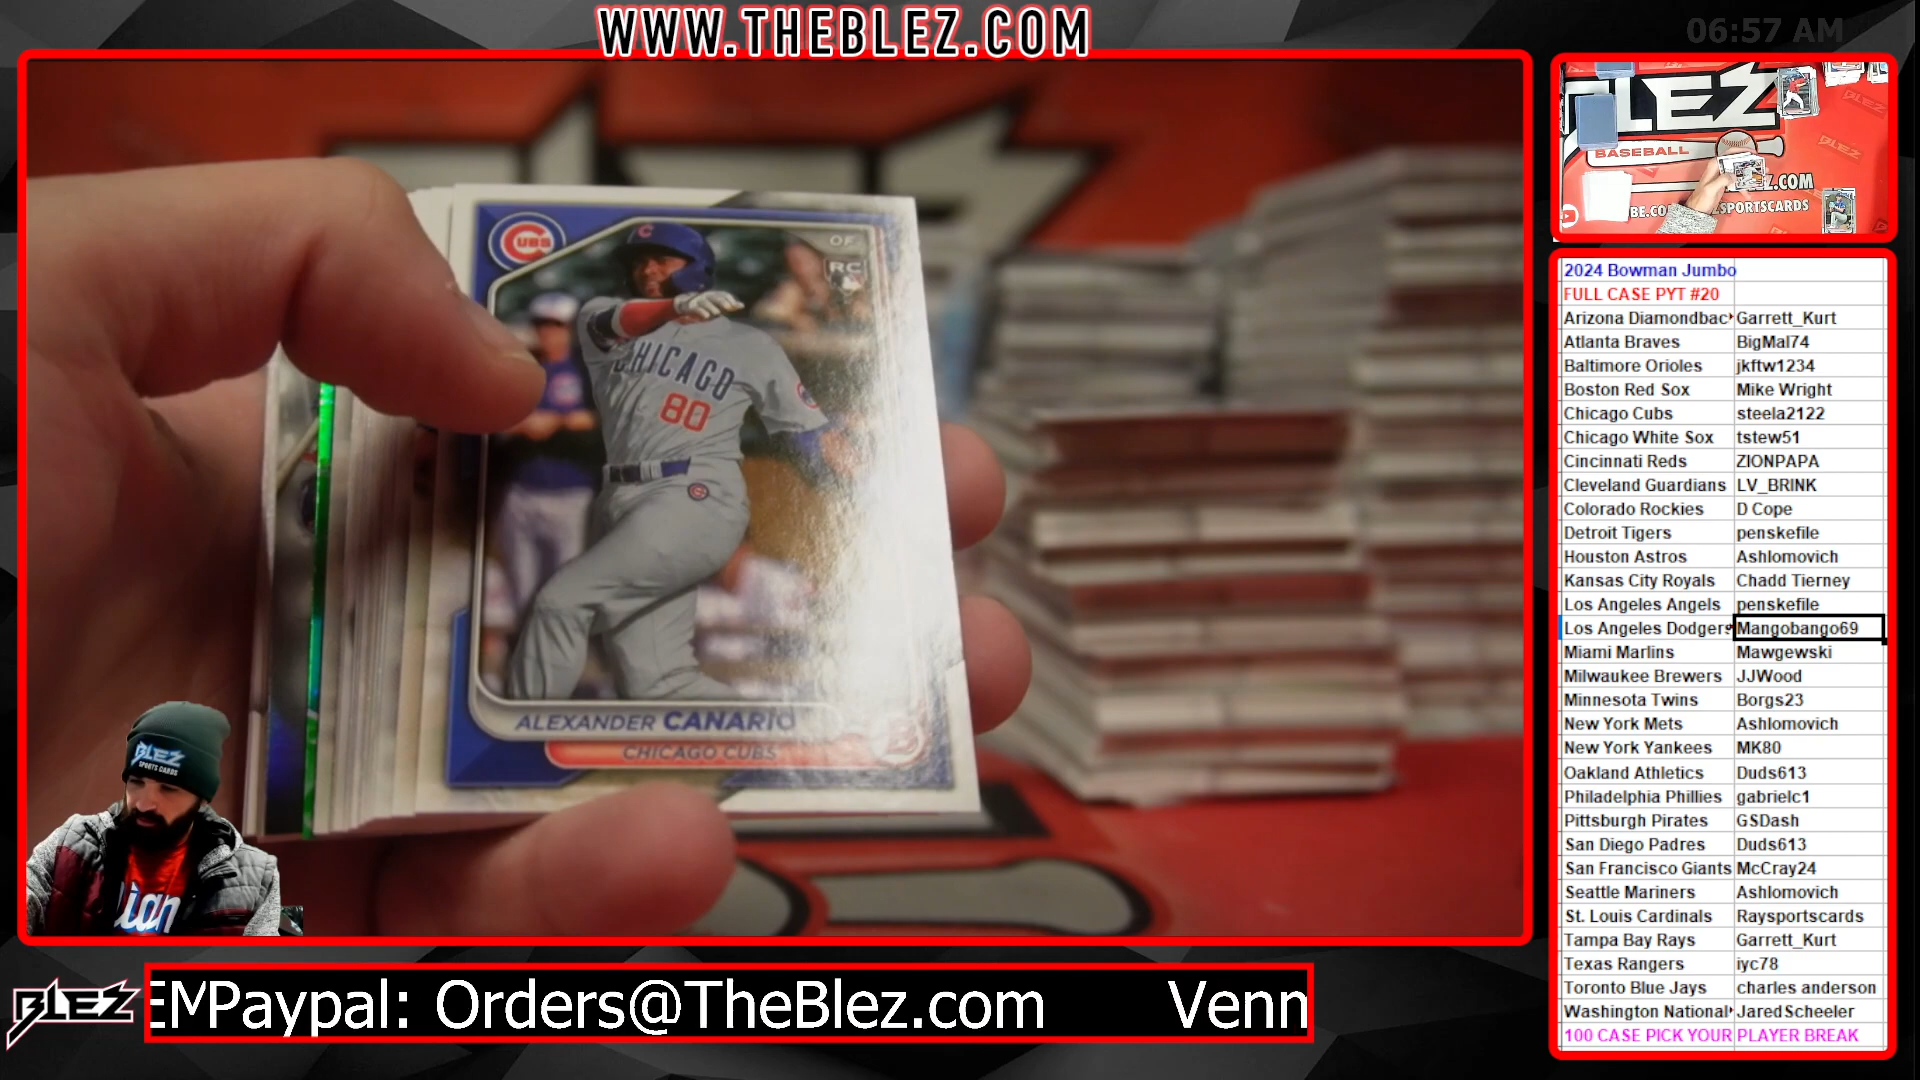 WWW.THEBLEZ.COM
06:57 AM
CUBS
OF
RC
CHICAGO
80
ALEXANDER CANARIO
CHICAGO CUBS
BLEZ
SPORTS CARDS
BLEZ
BASEBALL
2024 Bowman Jumbo
FULL CASE PYT #20
Arizona Diamondbac Garrett_Kurt
Atlanta Braves BigMal74
Baltimore Orioles jkftw1234
Boston Red Sox Mike Wright
Chicago Cubs steela2122
Chicago White Sox tstew51
Cincinnati Reds ZIONPAPA
Cleveland Guardians LV_BRINK
Colorado Rockies D Cope
Detroit Tigers penskefile
Houston Astros Ashlomovich
Kansas City Royals Chadd Tierney
Los Angeles Angels penskefile
Los Angeles Dodgers Mangobango69
Miami Marlins Mawgewski
Milwaukee Brewers JJWood
Minnesota Twins Borgs23
New York Mets Ashlomovich
New York Yankees MK80
Oakland Athletics Duds613
Philadelphia Phillies gabrielc1
Pittsburgh Pirates GSDash
San Diego Padres Duds613
San Francisco Giants McCray24
Seattle Mariners Ashlomovich
St. Louis Cardinals Raysportscards
Tampa Bay Rays Garrett_Kurt
Texas Rangers iyc78
Toronto Blue Jays charles anderson
Washington National JaredScheeler
100 CASE PICK YOUR PLAYER BREAK
BLEZ
EMPaypal: Orders@TheBlez.com Venm